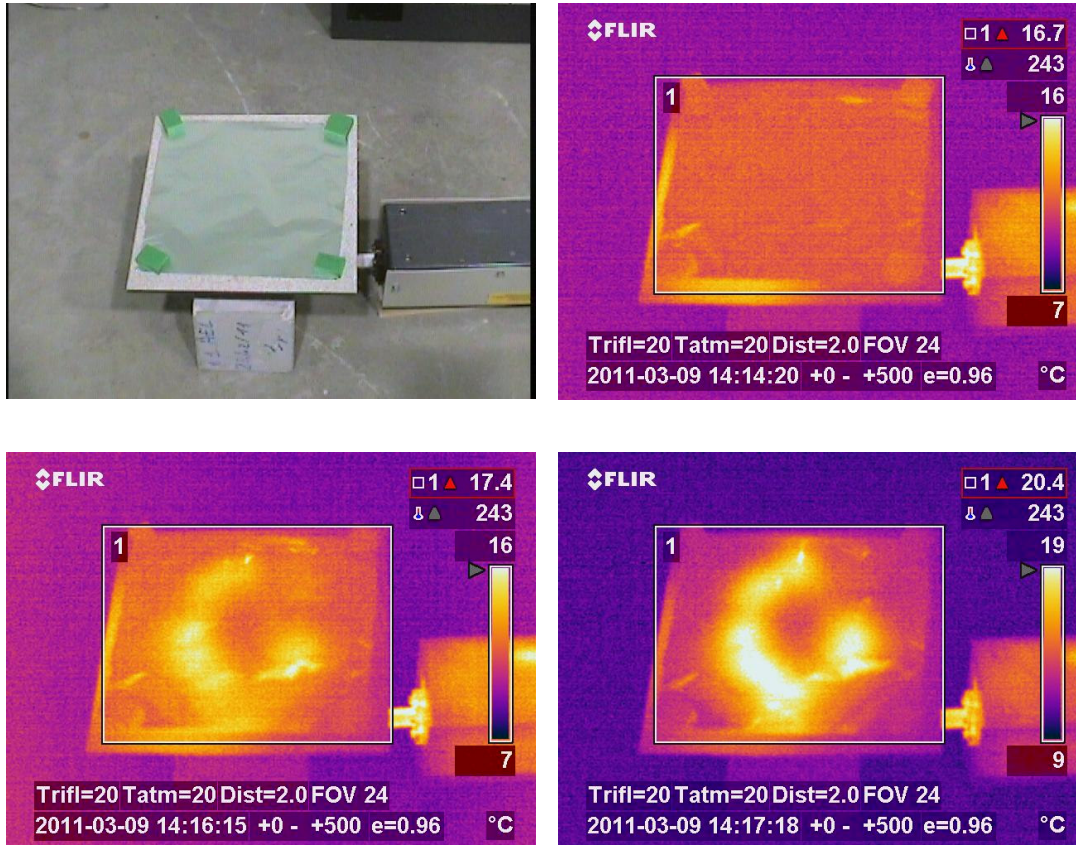 FLIR
□1 ▲ 16.7
243
16
1
7
Trifl=20 Tatm=20 Dist=2.0 FOV 24
2011-03-09 14:14:20 +0 - +500 e=0.96 °C
FLIR
□1 ▲ 17.4
243
16
1
7
Trifl=20 Tatm=20 Dist=2.0 FOV 24
2011-03-09 14:16:15 +0 - +500 e=0.96 °C
FLIR
□1 ▲ 20.4
243
19
1
9
Trifl=20 Tatm=20 Dist=2.0 FOV 24
2011-03-09 14:17:18 +0 - +500 e=0.96 °C